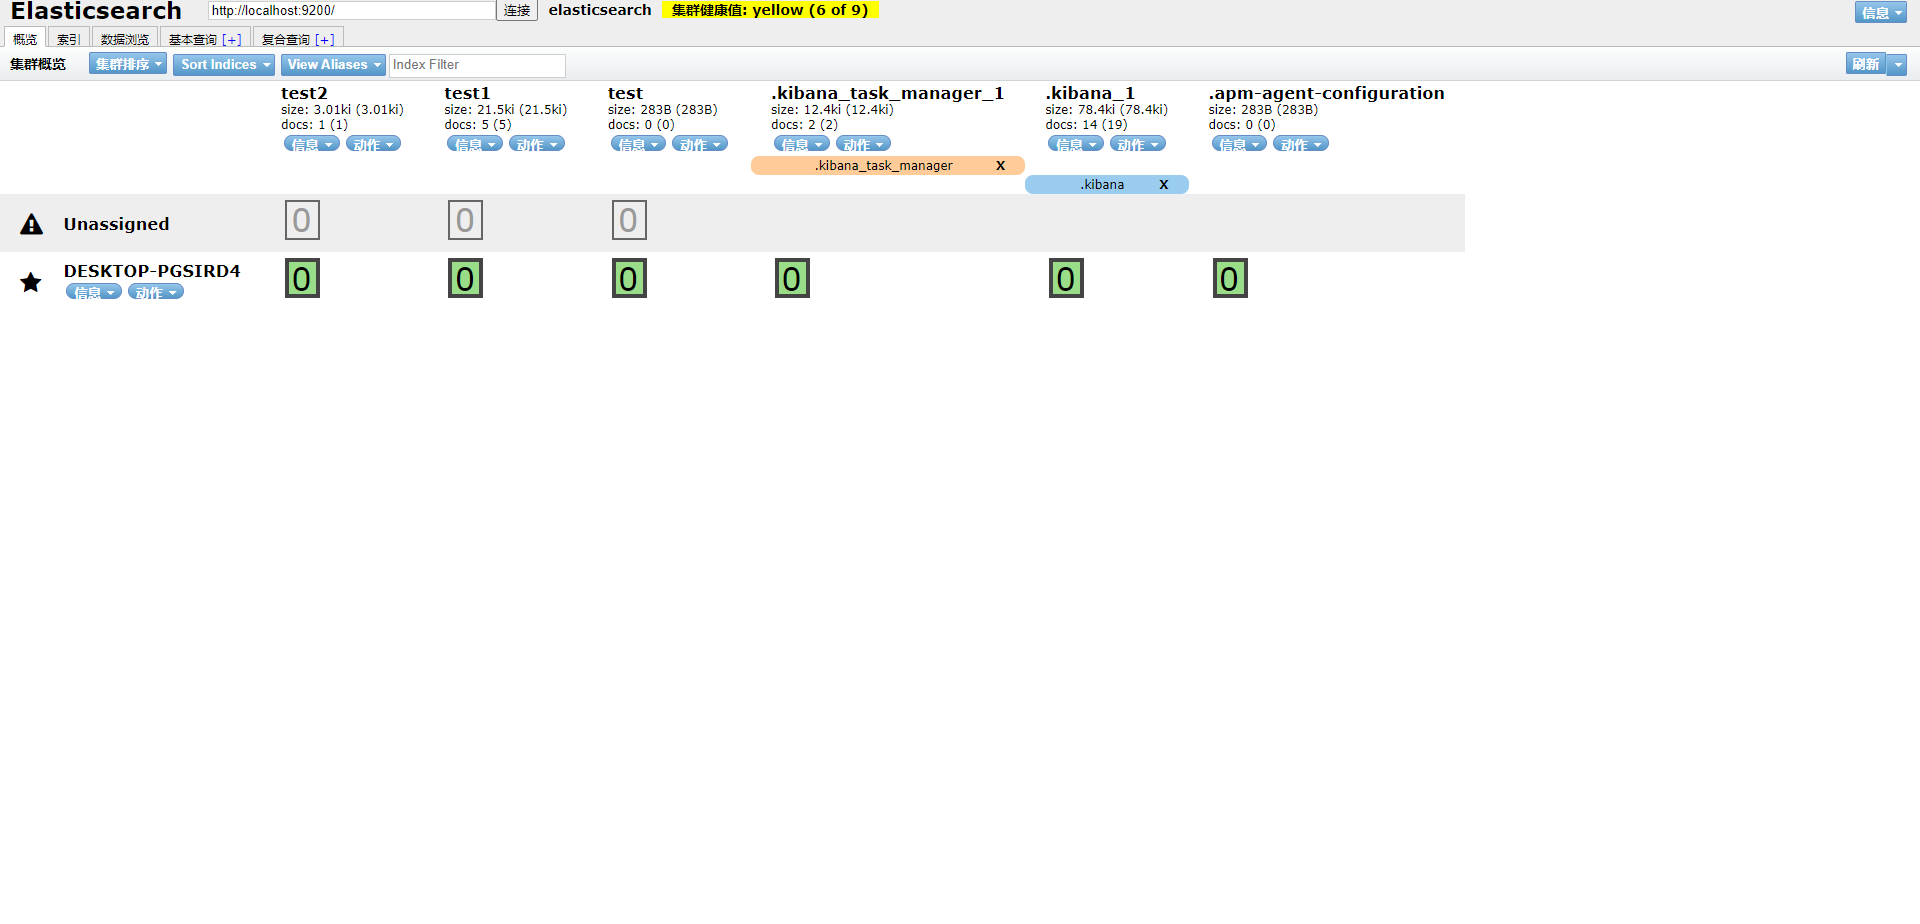 Elasticsearch http://localhost:9200/ 连接 elasticsearch 集群健康值: yellow (6 of 9) 信息
概览 索引 数据浏览 基本查询 [+] 复合查询 [+]
集群概览 集群排序 Sort Indices View Aliases Index Filter 刷新
test2 test1 test .kibana_task_manager_1 .kibana_1 .apm-agent-configuration
size: 3.01ki (3.01ki) size: 21.5ki (21.5ki) size: 283B (283B) size: 12.4ki (12.4ki) size: 78.4ki (78.4ki) size: 283B (283B)
docs: 1 (1) docs: 5 (5) docs: 0 (0) docs: 2 (2) docs: 14 (19) docs: 0 (0)
信息 动作 信息 动作 信息 动作 信息 动作 信息 动作 信息 动作
.kibana_task_manager X
.kibana X
Unassigned 0 0 0
DESKTOP-PGSIRD4 0 0 0 0 0 0
信息 动作